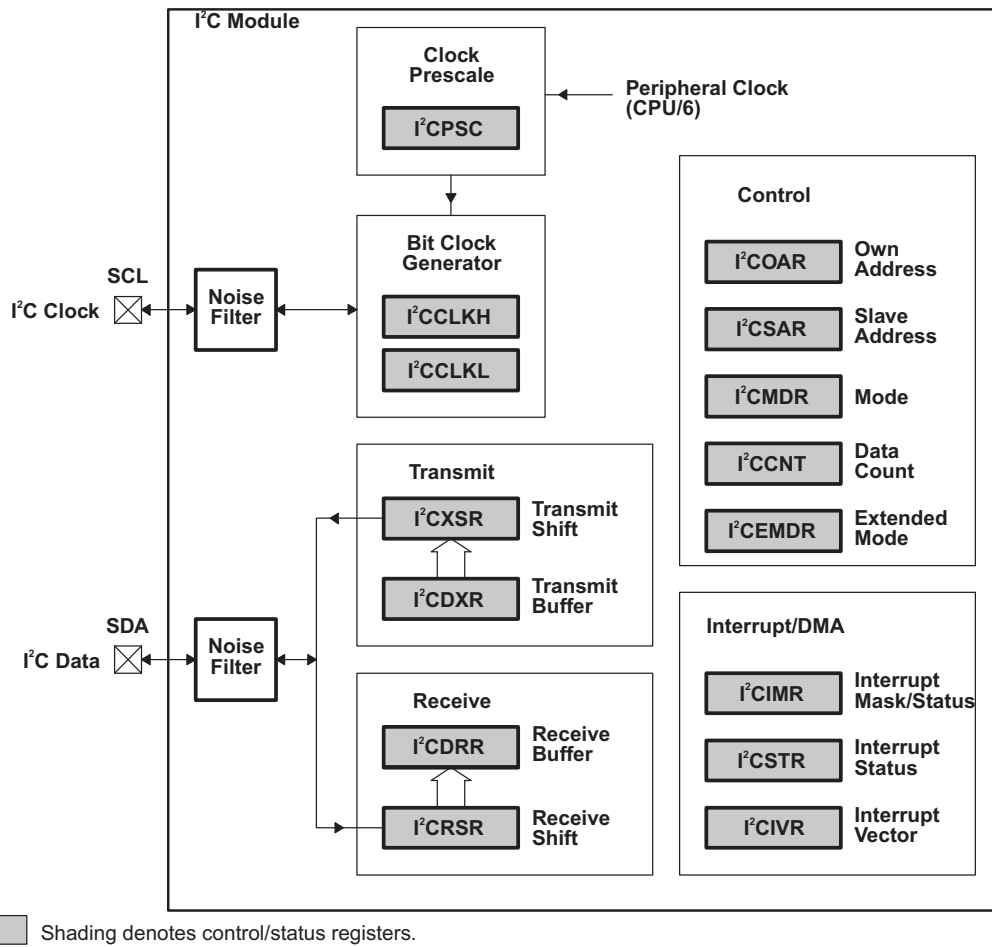 I²C Module
Clock
Prescale
I²CPSC
Peripheral Clock
(CPU/6)
Bit Clock
Generator
I²CCLKH
I²CCLKL
SCL
I²C Clock
Noise
Filter
Control
I²COAR
Own
Address
I²CSAR
Slave
Address
I²CMDR
Mode
I²CCNT
Data
Count
I²CEMDR
Extended
Mode
Transmit
I²CXSR
Transmit
Shift
I²CDXR
Transmit
Buffer
SDA
I²C Data
Noise
Filter
Receive
I²CDRR
Receive
Buffer
I²CRSR
Receive
Shift
Interrupt/DMA
I²CIMR
Interrupt
Mask/Status
I²CSTR
Interrupt
Status
I²CIVR
Interrupt
Vector
Shading denotes control/status registers.